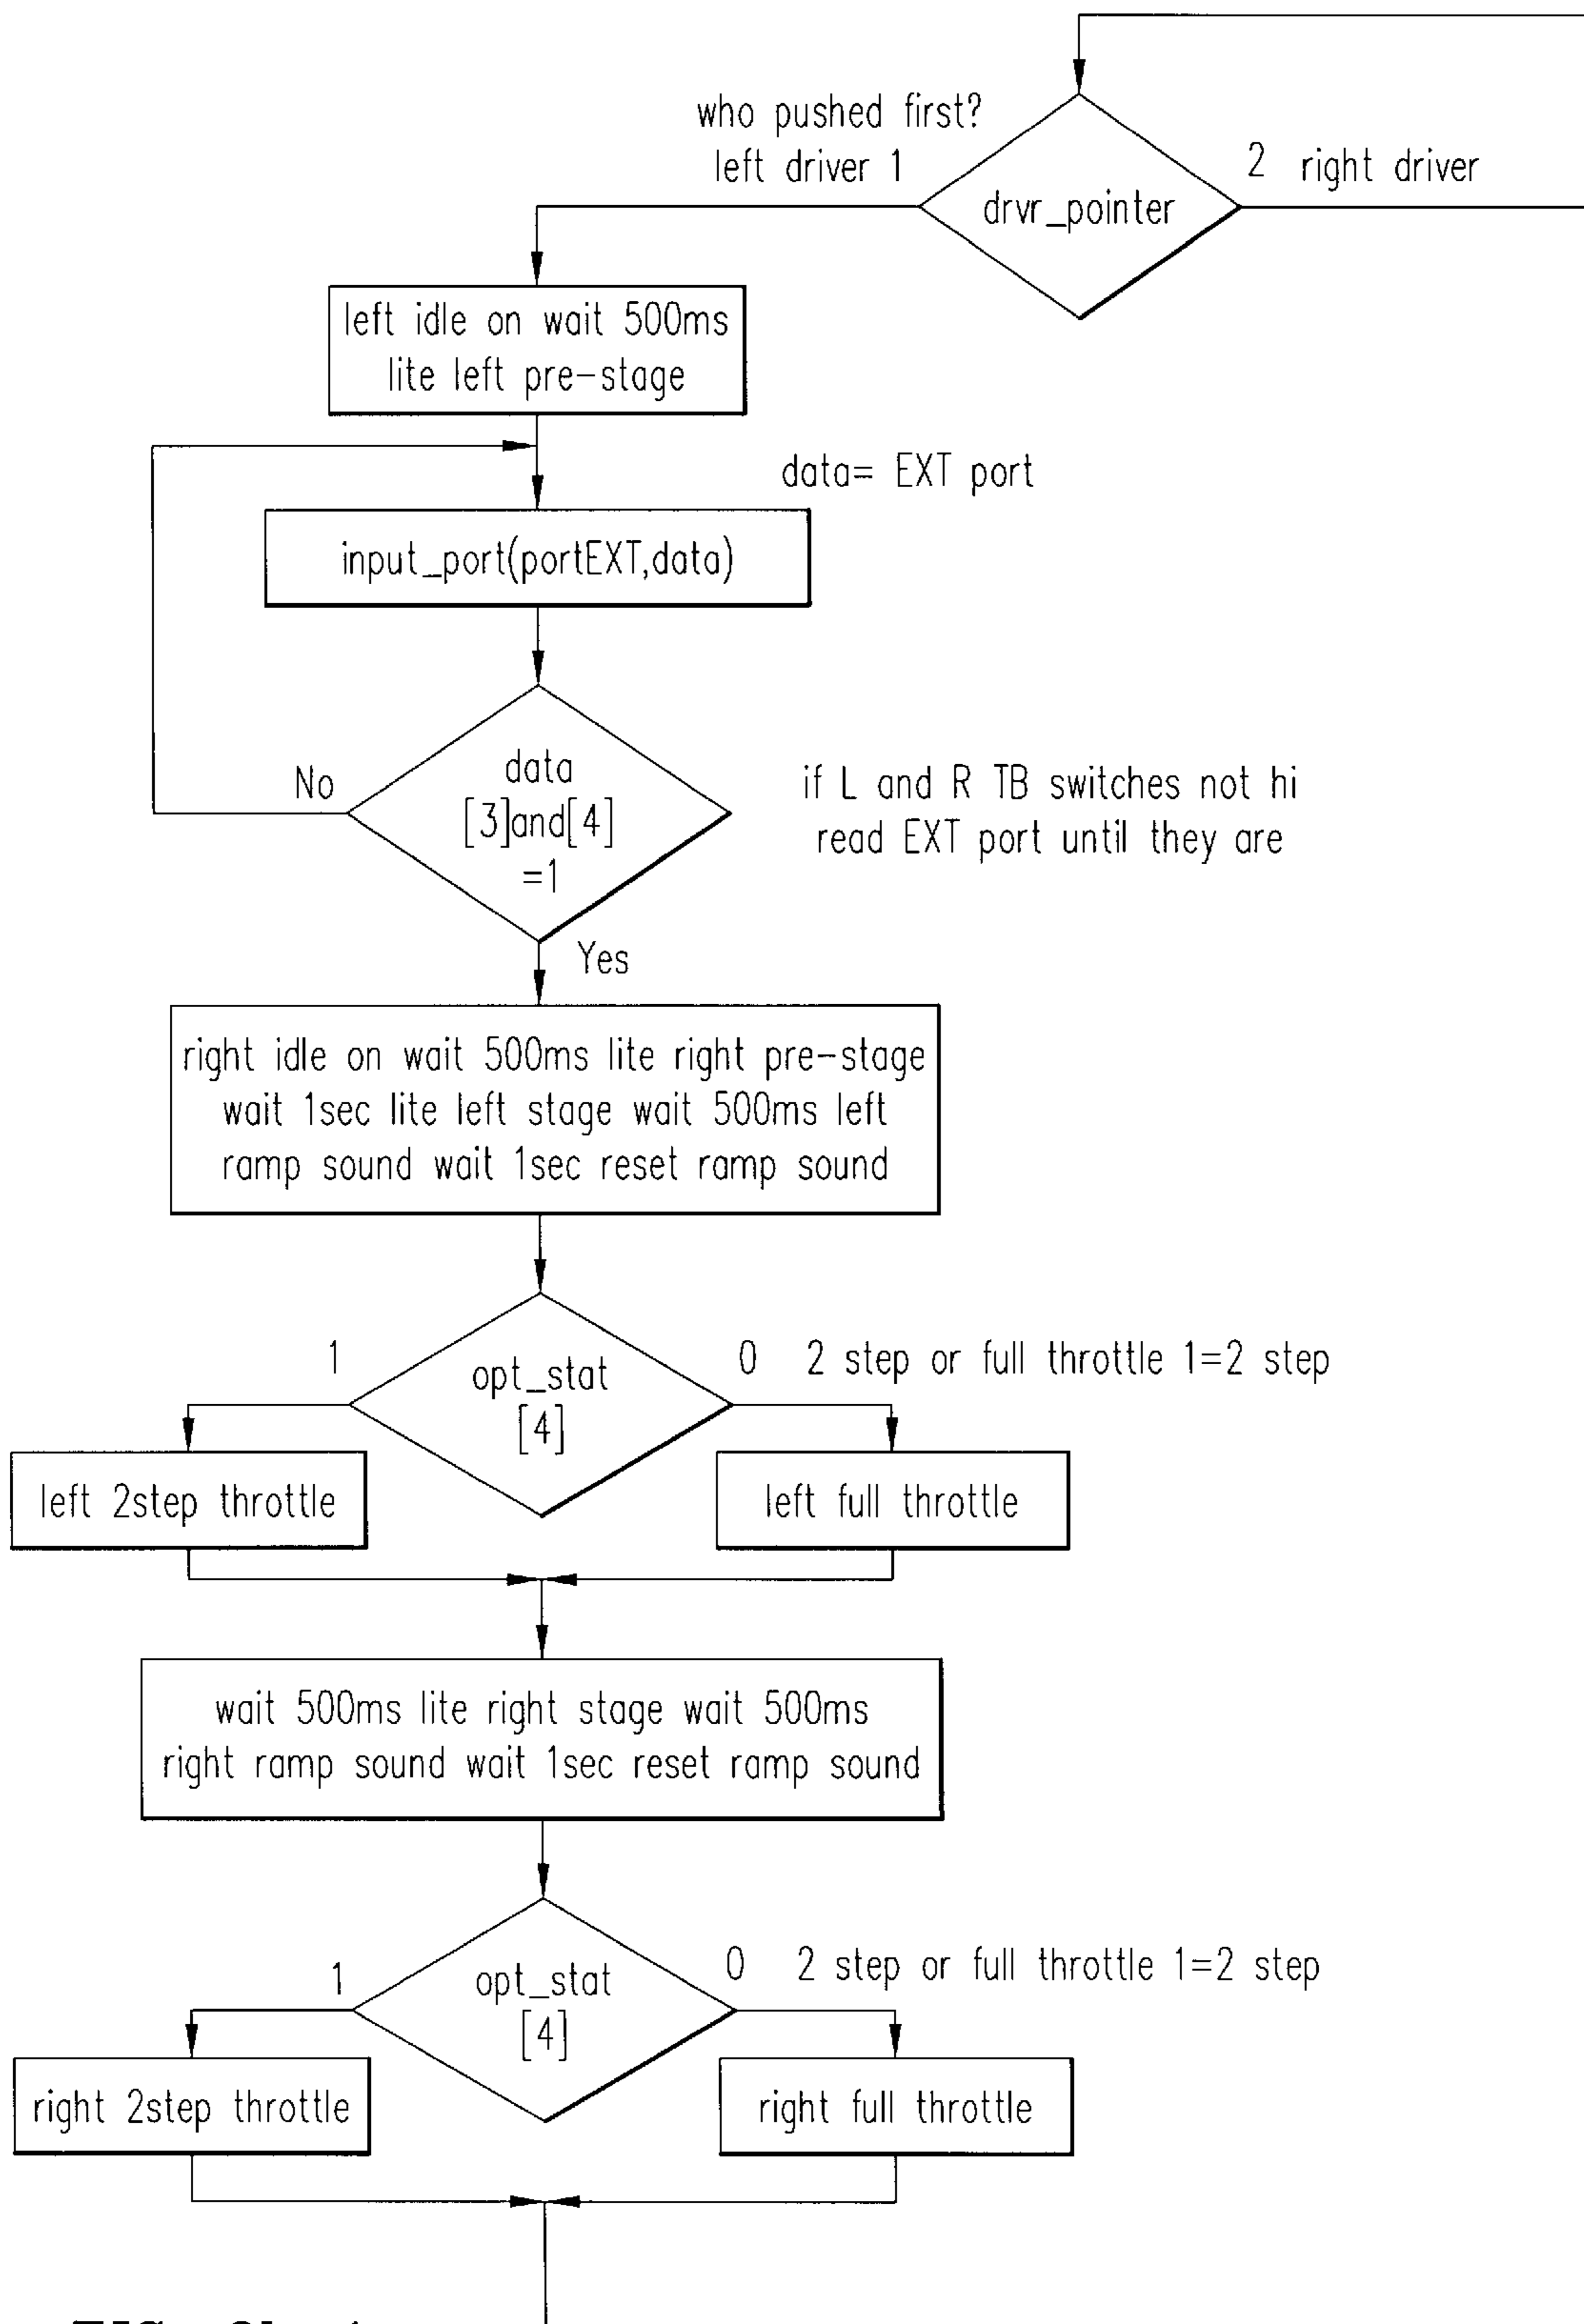 who pushed first?
left driver 1
2 right driver
drvr_pointer
left idle on wait 500ms
lite left pre-stage
data= EXT port
input_port(portEXT,data)
No
data
[3]and[4]
=1
if L and R TB switches not hi
read EXT port until they are
Yes
right idle on wait 500ms lite right pre-stage
wait 1sec lite left stage wait 500ms left
ramp sound wait 1sec reset ramp sound
1
opt_stat
[4]
0 2 step or full throttle 1=2 step
left 2step throttle
left full throttle
wait 500ms lite right stage wait 500ms
right ramp sound wait 1sec reset ramp sound
1
opt_stat
[4]
0 2 step or full throttle 1=2 step
right 2step throttle
right full throttle